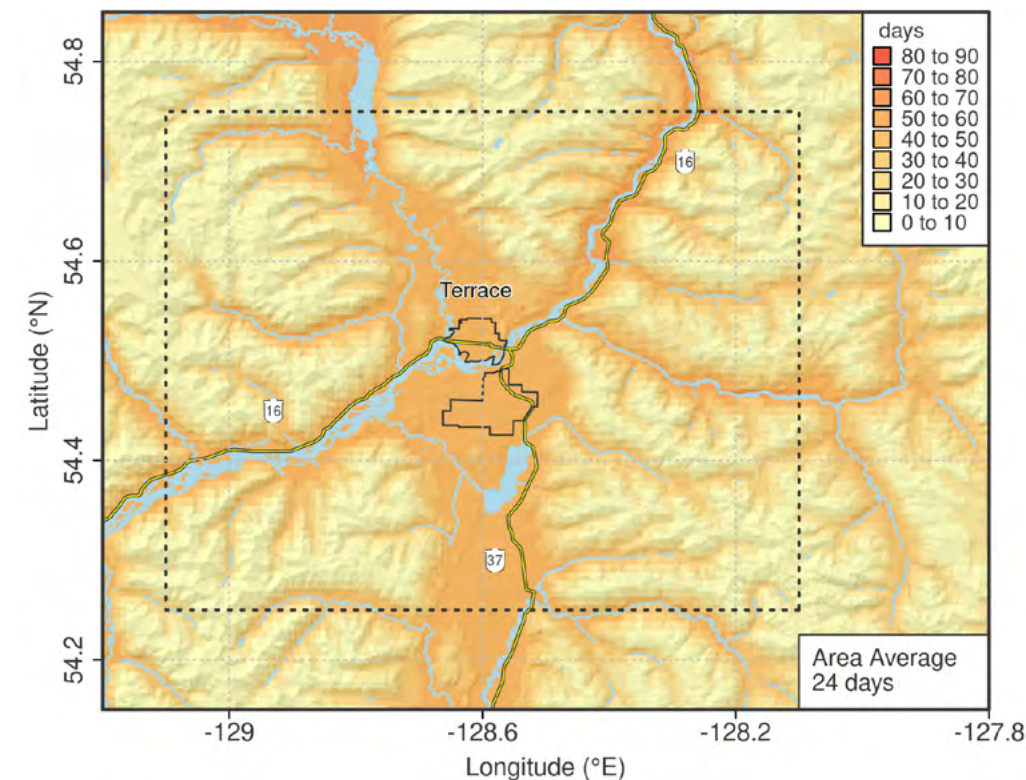 days
80 to 90
70 to 80
60 to 70
50 to 60
40 to 50
30 to 40
20 to 30
10 to 20
0 to 10
54.8
16
54.6
Terrace
Latitude (°N)
16
54.4
37
54.2
Area Average
24 days
-129
-128.6
-128.2
-127.8
Longitude (°E)